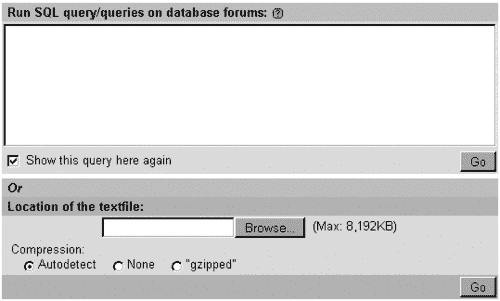 Run SQL query/queries on database forums: [?]
Show this query here again
Go
Or
Location of the textfile:
Browse... (Max: 8,192KB)
Compression:
Autodetect None "gzipped"
Go